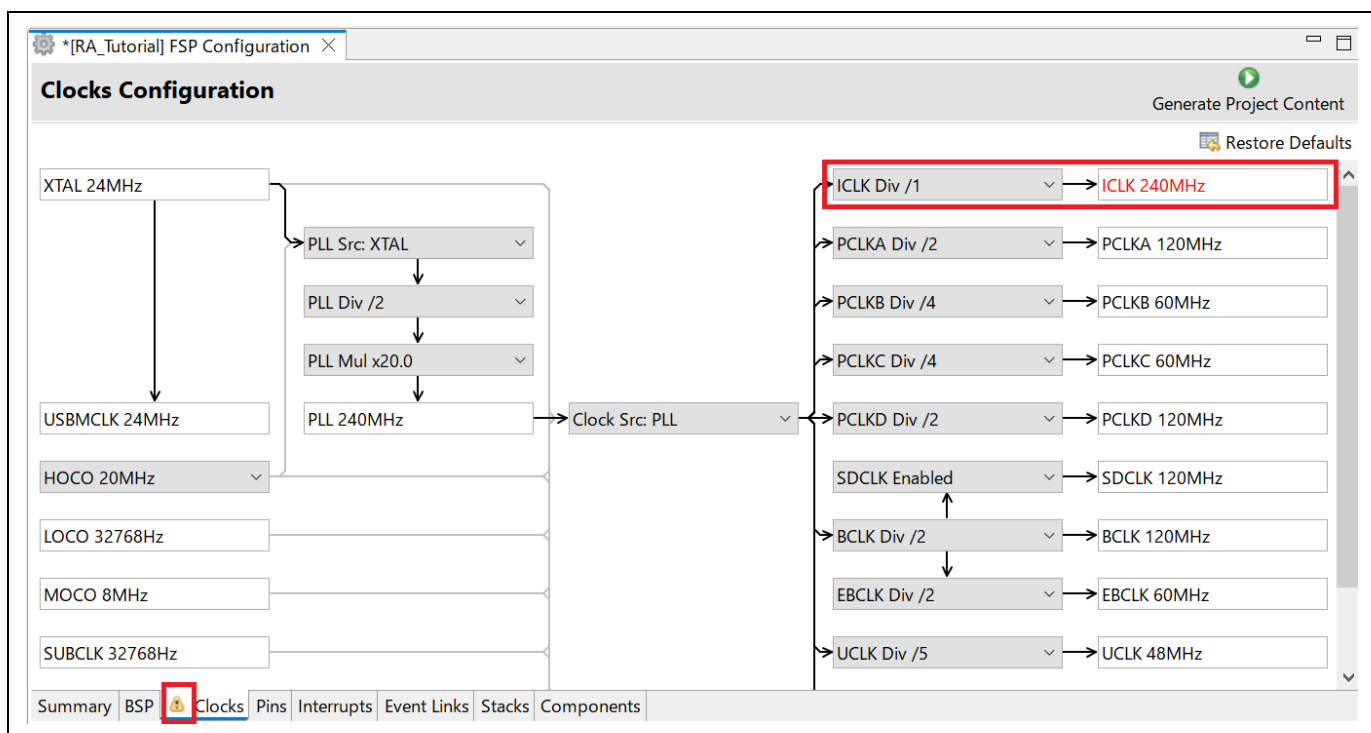 *[RA_Tutorial] FSP Configuration
Clocks Configuration
Generate Project Content
Restore Defaults
XTAL 24MHz
ICLK Div /1
ICLK 240MHz
PLL Src: XTAL
PCLKA Div /2
PCLKA 120MHz
PLL Div /2
PCLKB Div /4
PCLKB 60MHz
PLL Mul x20.0
PCLKC Div /4
PCLKC 60MHz
USBMCLK 24MHz
PLL 240MHz
Clock Src: PLL
PCLKD Div /2
PCLKD 120MHz
HOCO 20MHz
SDCLK Enabled
SDCLK 120MHz
LOCO 32768Hz
BCLK Div /2
BCLK 120MHz
MOCO 8MHz
EBCLK Div /2
EBCLK 60MHz
SUBCLK 32768Hz
UCLK Div /5
UCLK 48MHz
Summary BSP Clocks Pins Interrupts Event Links Stacks Components